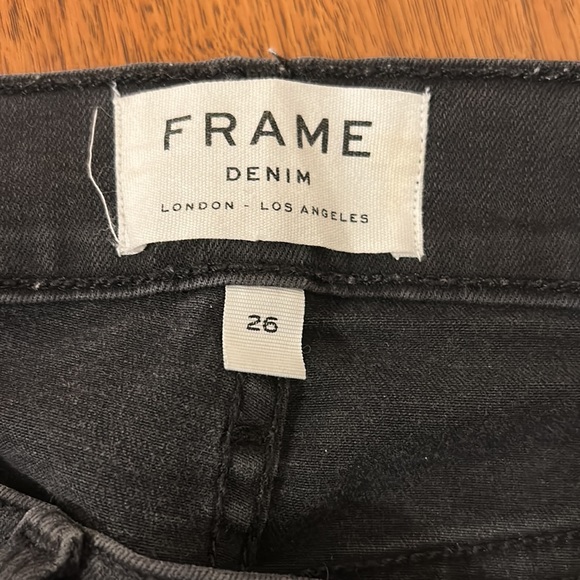 FRAME
DENIM
LONDON - LOS ANGELES
26